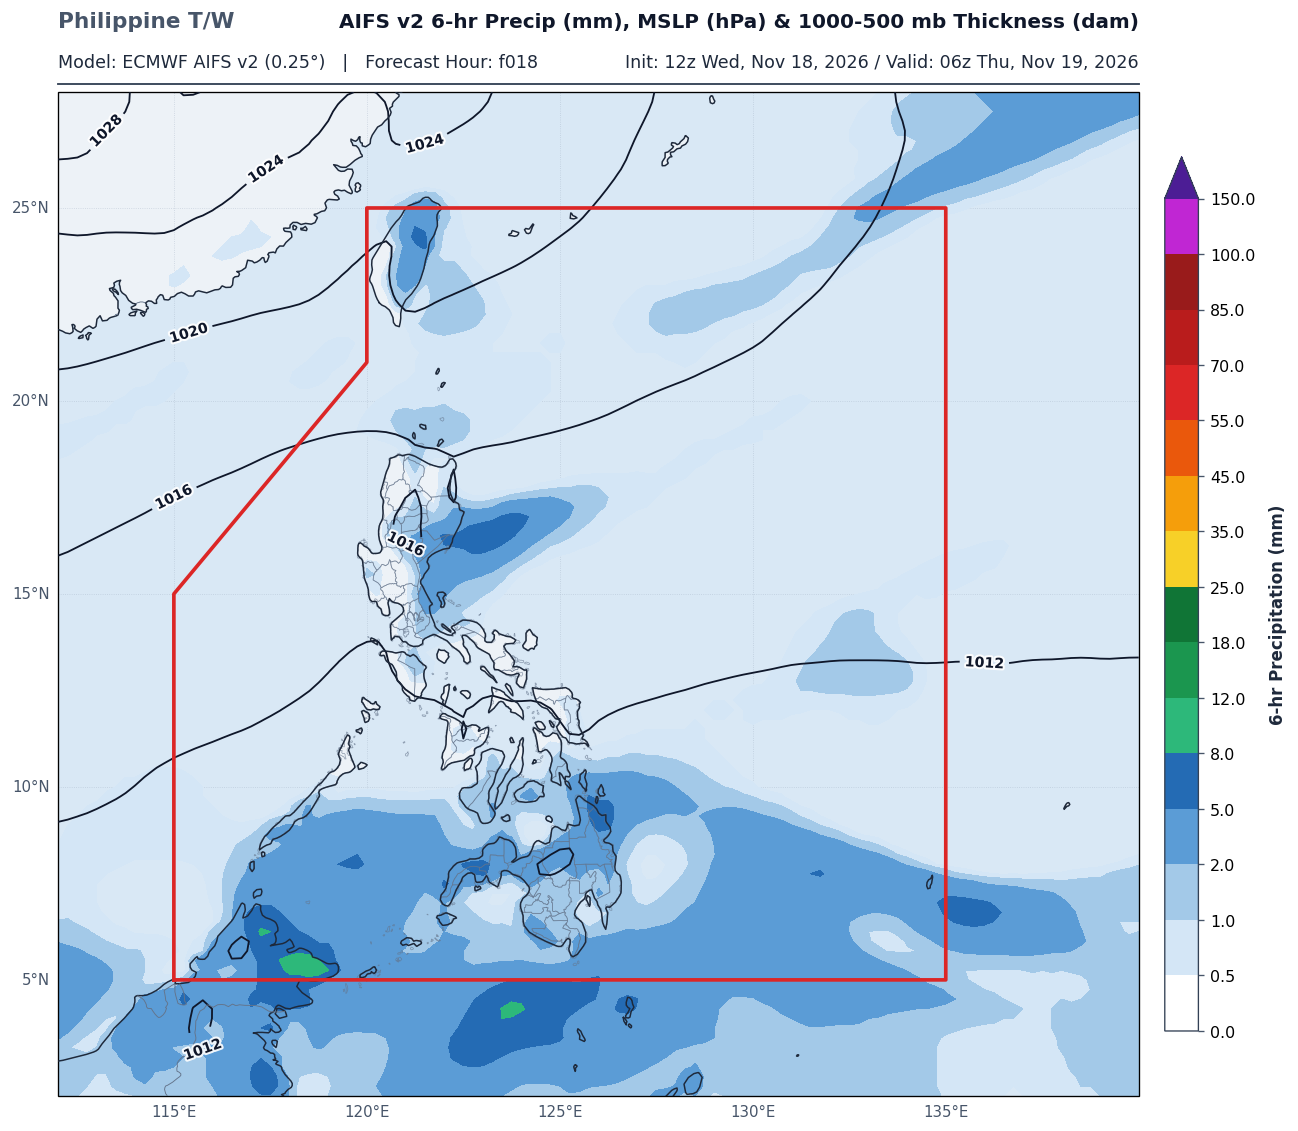 Philippine T/W
AIFS v2 6-hr Precip (mm), MSLP (hPa) & 1000-500 mb Thickness (dam)
Model: ECMWF AIFS v2 (0.25°) | Forecast Hour: f018
Init: 12z Wed, Nov 18, 2026 / Valid: 06z Thu, Nov 19, 2026
1028
1024
1024
1020
1016
1016
1012
1012
25°N
20°N
15°N
10°N
5°N
115°E
120°E
125°E
130°E
135°E
150.0
100.0
85.0
70.0
55.0
45.0
35.0
25.0
18.0
12.0
8.0
5.0
2.0
1.0
0.5
0.0
6-hr Precipitation (mm)